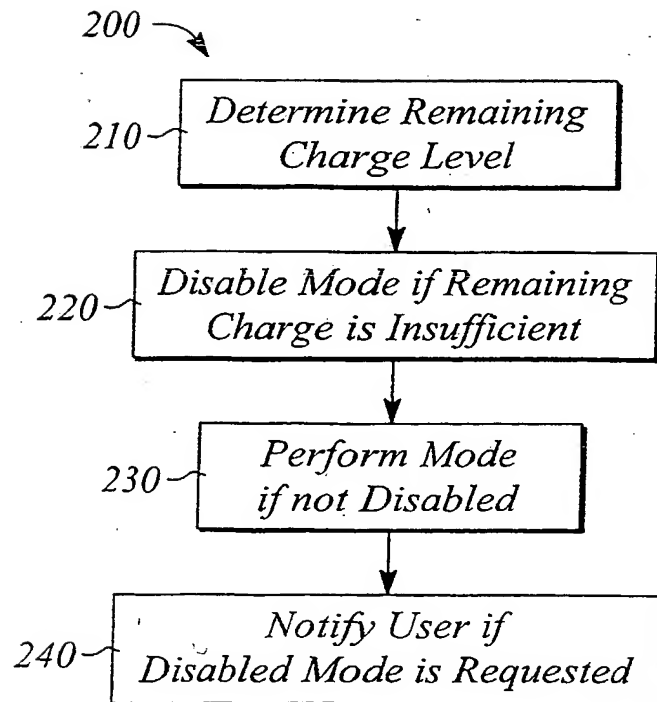 200
210
Determine Remaining
Charge Level
220
Disable Mode if Remaining
Charge is Insufficient
230
Perform Mode
if not Disabled
240
Notify User if
Disabled Mode is Requested